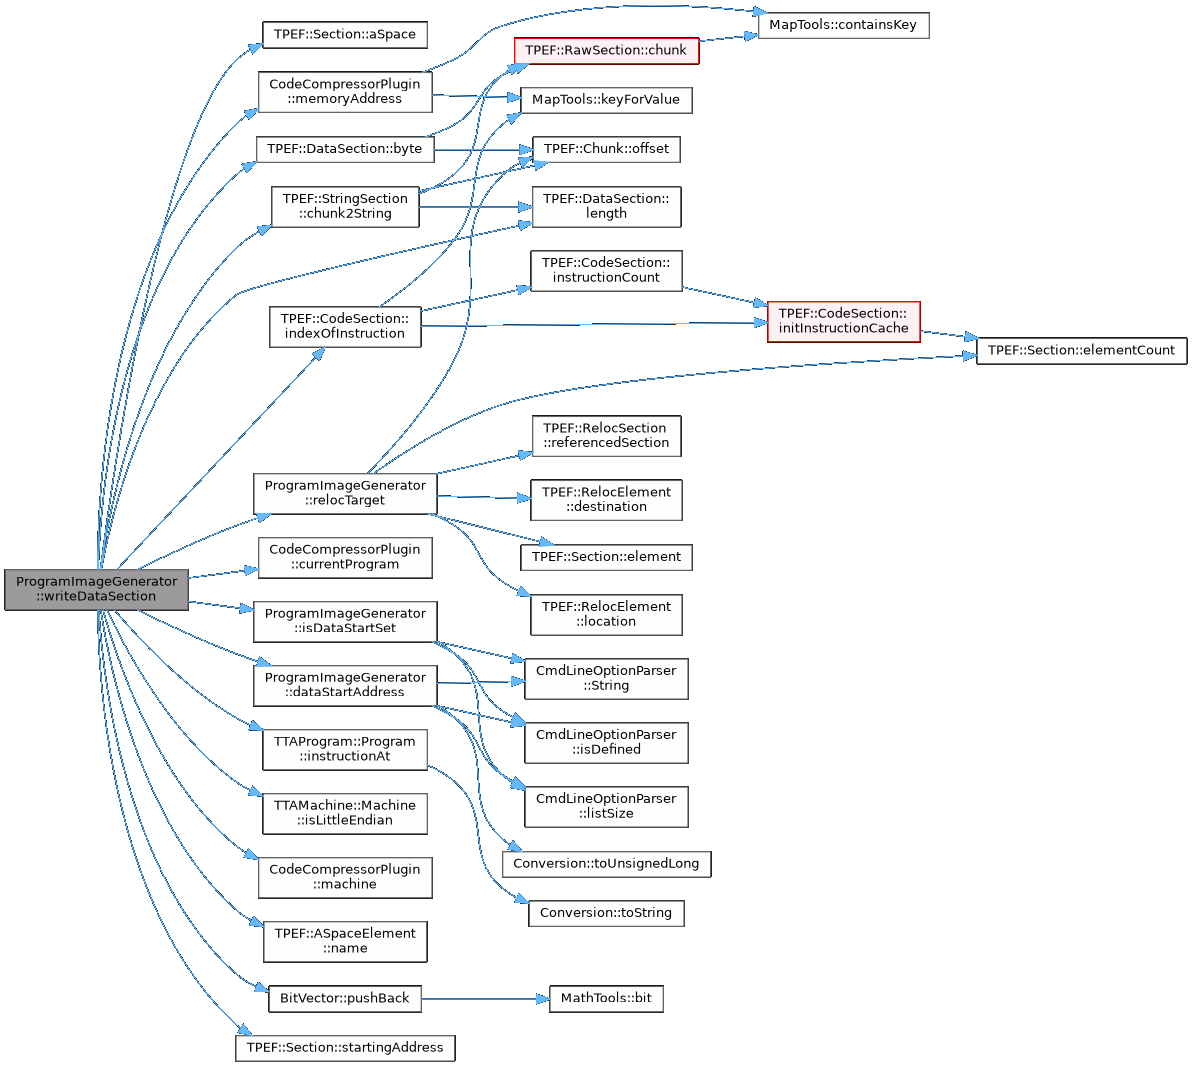 TPEF::Section::aSpace
CodeCompressorPlugin
::memoryAddress
TPEF::DataSection::byte
TPEF::StringSection
::chunk2String
TPEF::CodeSection::
indexOfInstruction
ProgramImageGenerator
::relocTarget
CodeCompressorPlugin
::currentProgram
ProgramImageGenerator
::writeDataSection
ProgramImageGenerator
::isDataStartSet
ProgramImageGenerator
::dataStartAddress
TTAProgram::Program
::instructionAt
TTAMachine::Machine
::isLittleEndian
CodeCompressorPlugin
::machine
TPEF::ASpaceElement
::name
BitVector::pushBack
TPEF::Section::startingAddress
TPEF::RawSection::chunk
MapTools::keyForValue
TPEF::Chunk::offset
TPEF::DataSection::
length
TPEF::CodeSection::
instructionCount
TPEF::RelocSection
::referencedSection
TPEF::RelocElement
::destination
TPEF::Section::element
TPEF::RelocElement
::location
CmdLineOptionParser
::String
CmdLineOptionParser
::isDefined
CmdLineOptionParser
::listSize
Conversion::toUnsignedLong
Conversion::toString
MathTools::bit
MapTools::containsKey
TPEF::CodeSection::
initInstructionCache
TPEF::Section::elementCount